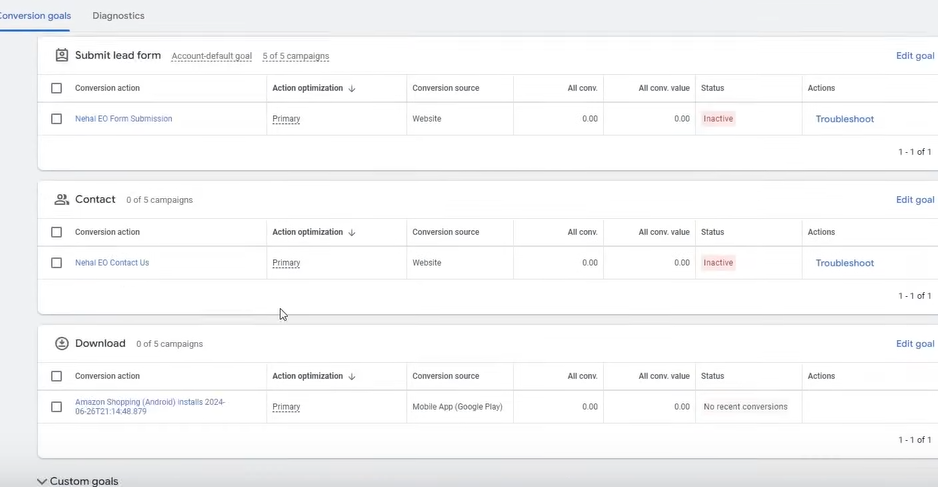 Conversion goals Diagnostics
Submit lead form Account-default goal 5 of 5 campaigns Edit goal
Conversion action Action optimization Conversion source All conv. All conv. value Status Actions
Nehal EO Form Submission Primary Website 0.00 0.00 Inactive Troubleshoot
1 - 1 of 1
Contact 0 of 5 campaigns Edit goal
Conversion action Action optimization Conversion source All conv. All conv. value Status Actions
Nehal EO Contact Us Primary Website 0.00 0.00 Inactive Troubleshoot
1 - 1 of 1
Download 0 of 5 campaigns Edit goal
Conversion action Action optimization Conversion source All conv. All conv. value Status Actions
Amazon Shopping (Android) installs 2024-
06-26T21:14:48.879 Primary Mobile App (Google Play) 0.00 0.00 No recent conversions
1 - 1 of 1
Custom goals